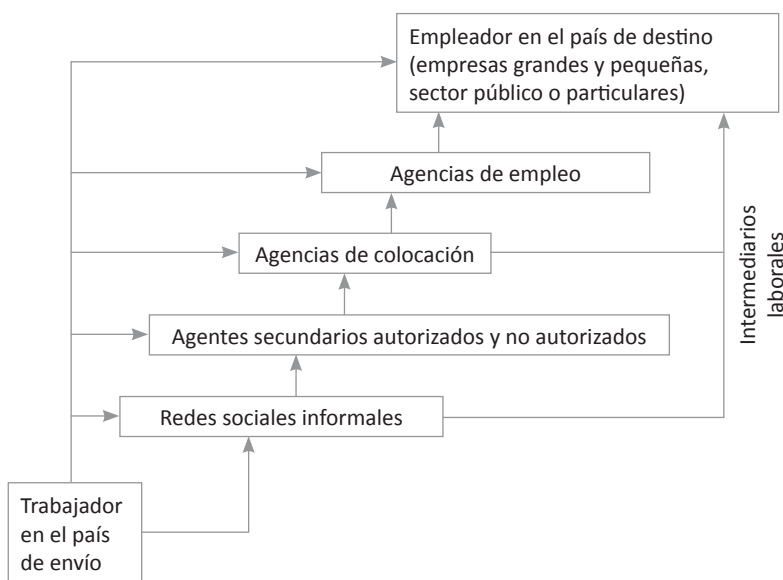 Empleador en el país de destino
(empresas grandes y pequeñas,
sector público o particulares)
Agencias de empleo
Agencias de colocación
Agentes secundarios autorizados y no autorizados
Redes sociales informales
Trabajador
en el país
de envío
Intermediarios
laborales